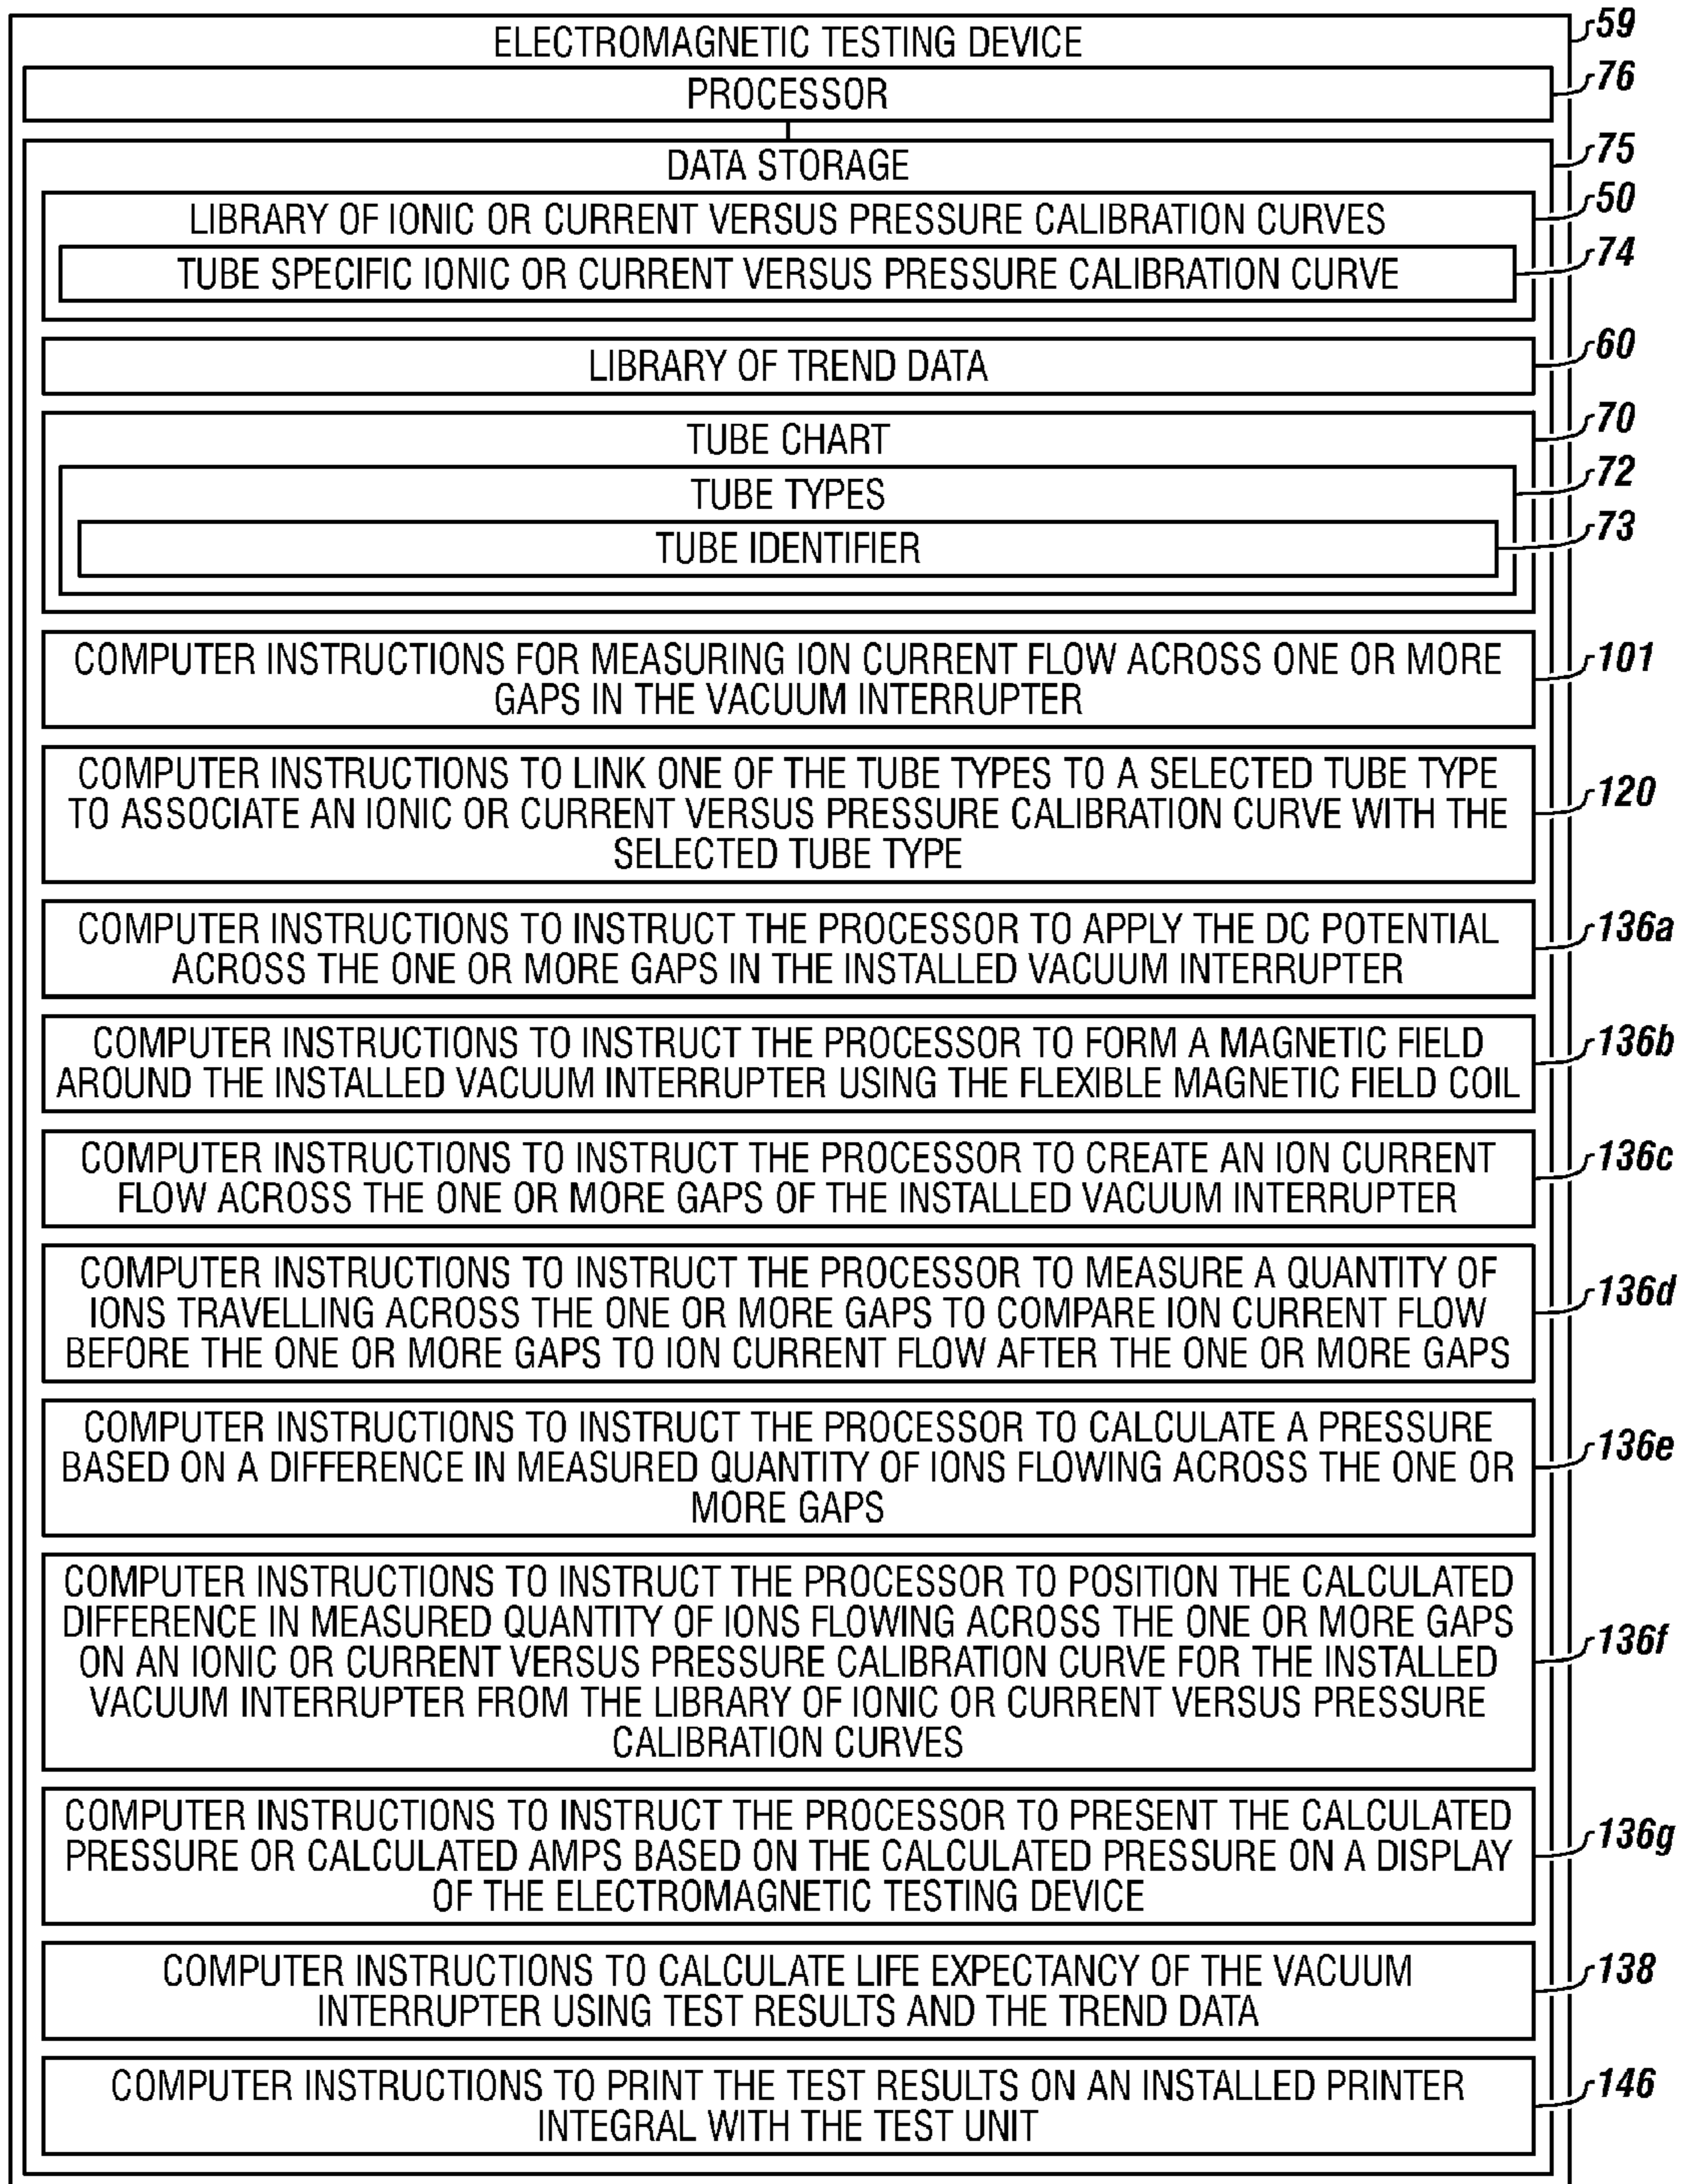 ELECTROMAGNETIC TESTING DEVICE
59
PROCESSOR
76
DATA STORAGE
75
LIBRARY OF IONIC OR CURRENT VERSUS PRESSURE CALIBRATION CURVES
50
TUBE SPECIFIC IONIC OR CURRENT VERSUS PRESSURE CALIBRATION CURVE
74
LIBRARY OF TREND DATA
60
TUBE CHART
70
TUBE TYPES
72
TUBE IDENTIFIER
73
COMPUTER INSTRUCTIONS FOR MEASURING ION CURRENT FLOW ACROSS ONE OR MORE
GAPS IN THE VACUUM INTERRUPTER
101
COMPUTER INSTRUCTIONS TO LINK ONE OF THE TUBE TYPES TO A SELECTED TUBE TYPE
TO ASSOCIATE AN IONIC OR CURRENT VERSUS PRESSURE CALIBRATION CURVE WITH THE
SELECTED TUBE TYPE
120
COMPUTER INSTRUCTIONS TO INSTRUCT THE PROCESSOR TO APPLY THE DC POTENTIAL
ACROSS THE ONE OR MORE GAPS IN THE INSTALLED VACUUM INTERRUPTER
136a
COMPUTER INSTRUCTIONS TO INSTRUCT THE PROCESSOR TO FORM A MAGNETIC FIELD
AROUND THE INSTALLED VACUUM INTERRUPTER USING THE FLEXIBLE MAGNETIC FIELD COIL
136b
COMPUTER INSTRUCTIONS TO INSTRUCT THE PROCESSOR TO CREATE AN ION CURRENT
FLOW ACROSS THE ONE OR MORE GAPS OF THE INSTALLED VACUUM INTERRUPTER
136c
COMPUTER INSTRUCTIONS TO INSTRUCT THE PROCESSOR TO MEASURE A QUANTITY OF
IONS TRAVELLING ACROSS THE ONE OR MORE GAPS TO COMPARE ION CURRENT FLOW
BEFORE THE ONE OR MORE GAPS TO ION CURRENT FLOW AFTER THE ONE OR MORE GAPS
136d
COMPUTER INSTRUCTIONS TO INSTRUCT THE PROCESSOR TO CALCULATE A PRESSURE
BASED ON A DIFFERENCE IN MEASURED QUANTITY OF IONS FLOWING ACROSS THE ONE OR
MORE GAPS
136e
COMPUTER INSTRUCTIONS TO INSTRUCT THE PROCESSOR TO POSITION THE CALCULATED
DIFFERENCE IN MEASURED QUANTITY OF IONS FLOWING ACROSS THE ONE OR MORE GAPS
ON AN IONIC OR CURRENT VERSUS PRESSURE CALIBRATION CURVE FOR THE INSTALLED
VACUUM INTERRUPTER FROM THE LIBRARY OF IONIC OR CURRENT VERSUS PRESSURE
CALIBRATION CURVES
136f
COMPUTER INSTRUCTIONS TO INSTRUCT THE PROCESSOR TO PRESENT THE CALCULATED
PRESSURE OR CALCULATED AMPS BASED ON THE CALCULATED PRESSURE ON A DISPLAY
OF THE ELECTROMAGNETIC TESTING DEVICE
136g
COMPUTER INSTRUCTIONS TO CALCULATE LIFE EXPECTANCY OF THE VACUUM
INTERRUPTER USING TEST RESULTS AND THE TREND DATA
138
COMPUTER INSTRUCTIONS TO PRINT THE TEST RESULTS ON AN INSTALLED PRINTER
INTEGRAL WITH THE TEST UNIT
146